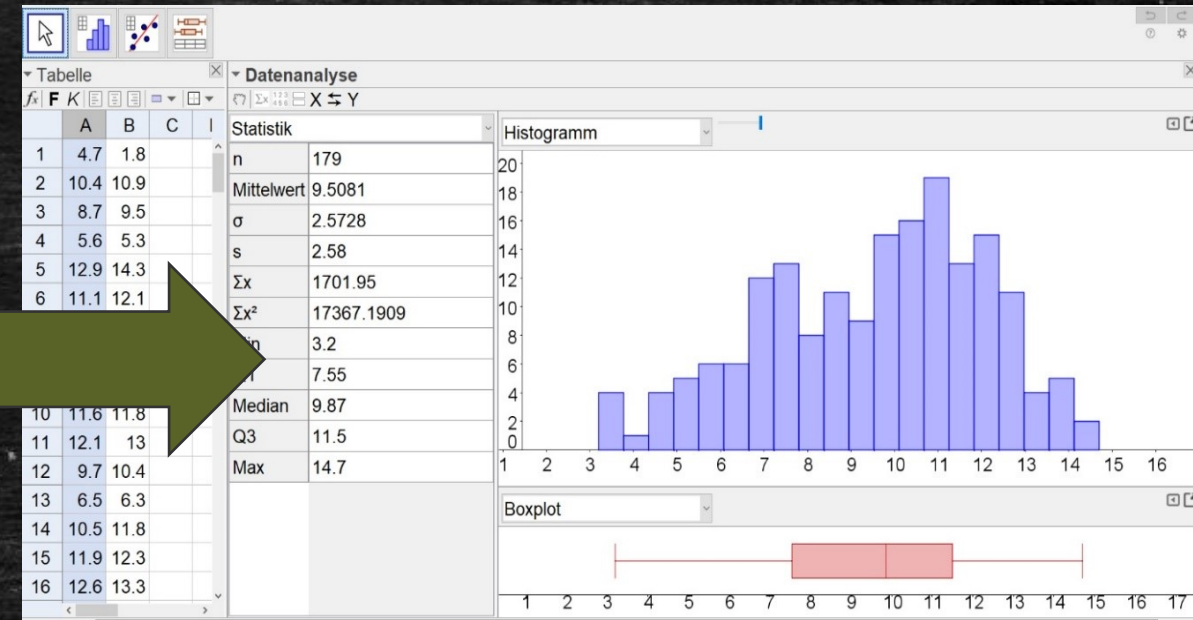 Tabelle
Datenanalyse
fx F K
Σx 123 456 X ⇆ Y
A B C
1 4.7 1.8
2 10.4 10.9
3 8.7 9.5
4 5.6 5.3
5 12.9 14.3
6 11.1 12.1
10 11.6 11.8
11 12.1 13
12 9.7 10.4
13 6.5 6.3
14 10.5 11.8
15 11.9 12.3
16 12.6 13.3
Statistik
n 179
Mittelwert 9.5081
σ 2.5728
s 2.58
Σx 1701.95
Σx² 17367.1909
3.2
7.55
Median 9.87
Q3 11.5
Max 14.7
Histogramm
20
18
16
14
12
10
8
6
4
2
0
1 2 3 4 5 6 7 8 9 10 11 12 13 14 15 16
Boxplot
1 2 3 4 5 6 7 8 9 10 11 12 13 14 15 16 17